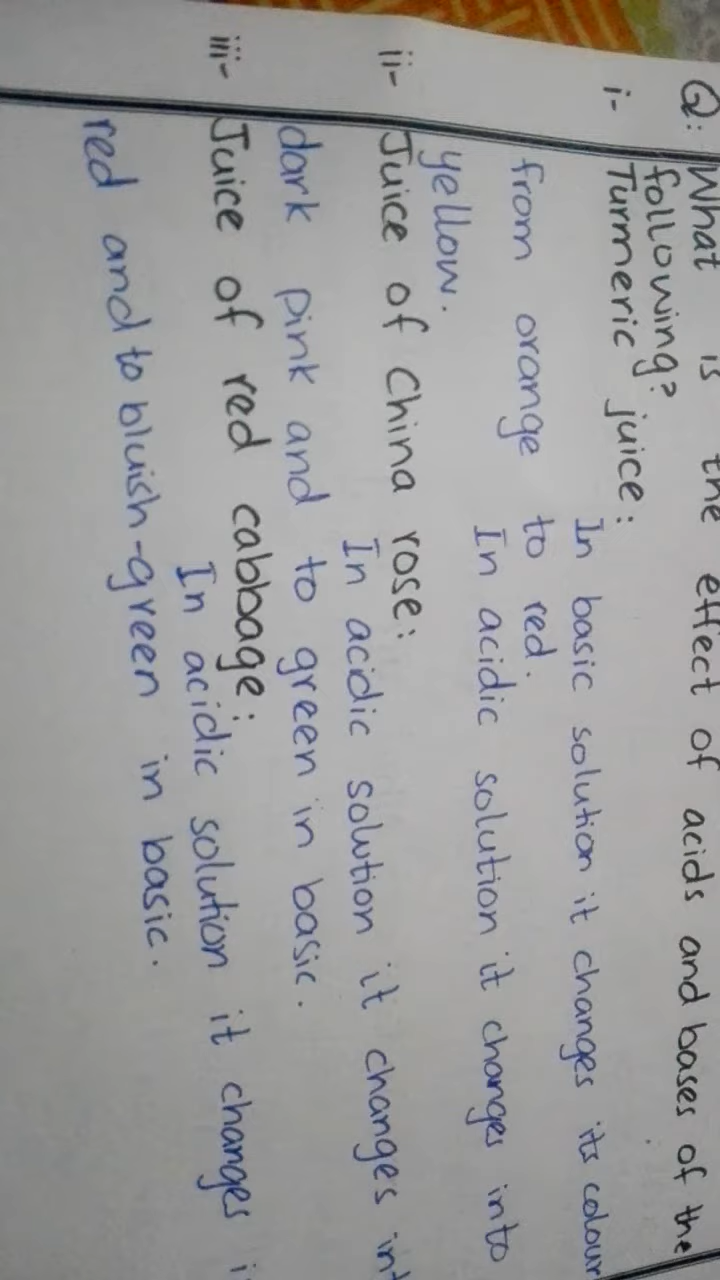 Q: What is the effect of acids and bases of the
following?
i- Turmeric juice:
In basic solution it changes its colour
from orange to red.
In acidic solution it changes into
yellow.
ii- Juice of China rose:
In acidic solution it changes int
dark pink and to green in basic.
iii- Juice of red cabbage:
In acidic solution it changes i
red and to bluish-green in basic.